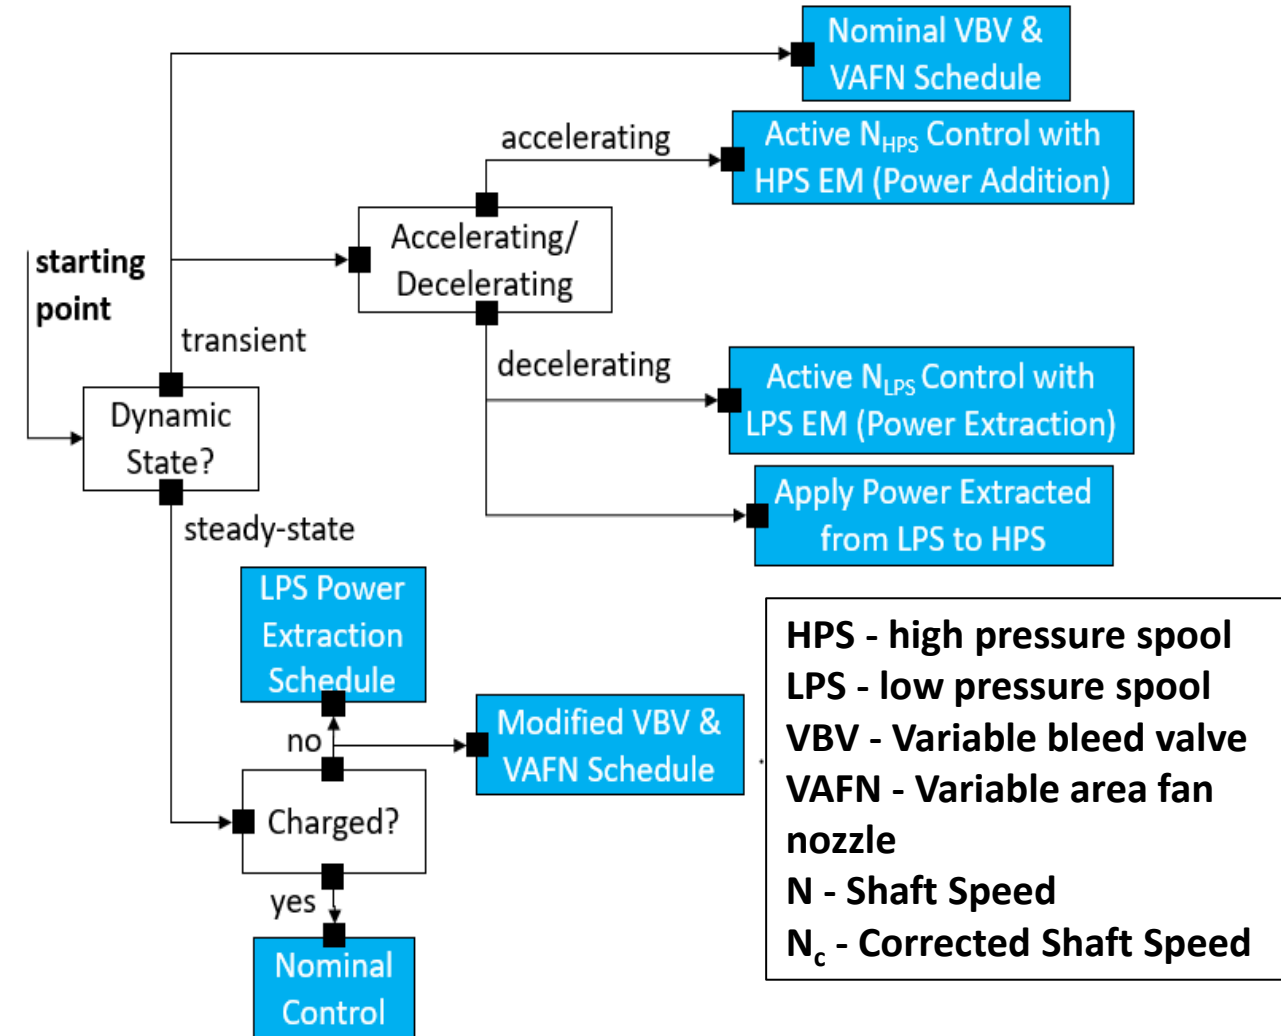 Nominal VBV &
VAFN Schedule
accelerating
Active N_HPS Control with
HPS EM (Power Addition)
Accelerating/
Decelerating
starting
point
transient
decelerating
Active N_LPS Control with
LPS EM (Power Extraction)
Dynamic
State?
Apply Power Extracted
from LPS to HPS
steady-state
LPS Power
Extraction
Schedule
no
Modified VBV &
VAFN Schedule
Charged?
yes
Nominal
Control
HPS - high pressure spool
LPS - low pressure spool
VBV - Variable bleed valve
VAFN - Variable area fan
nozzle
N - Shaft Speed
N_c - Corrected Shaft Speed